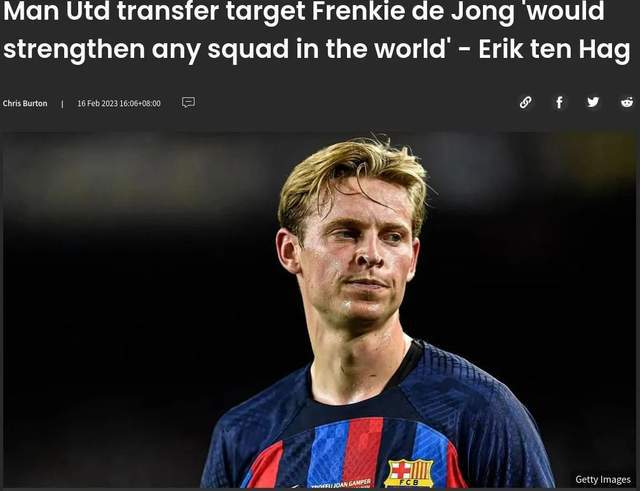 Man Utd transfer target Frenkie de Jong 'would
strengthen any squad in the world' - Erik ten Hag
Chris Burton | 16 Feb 2023 16:06+08:00
TROFEU JOAN GAMPER
FCB
Getty Images